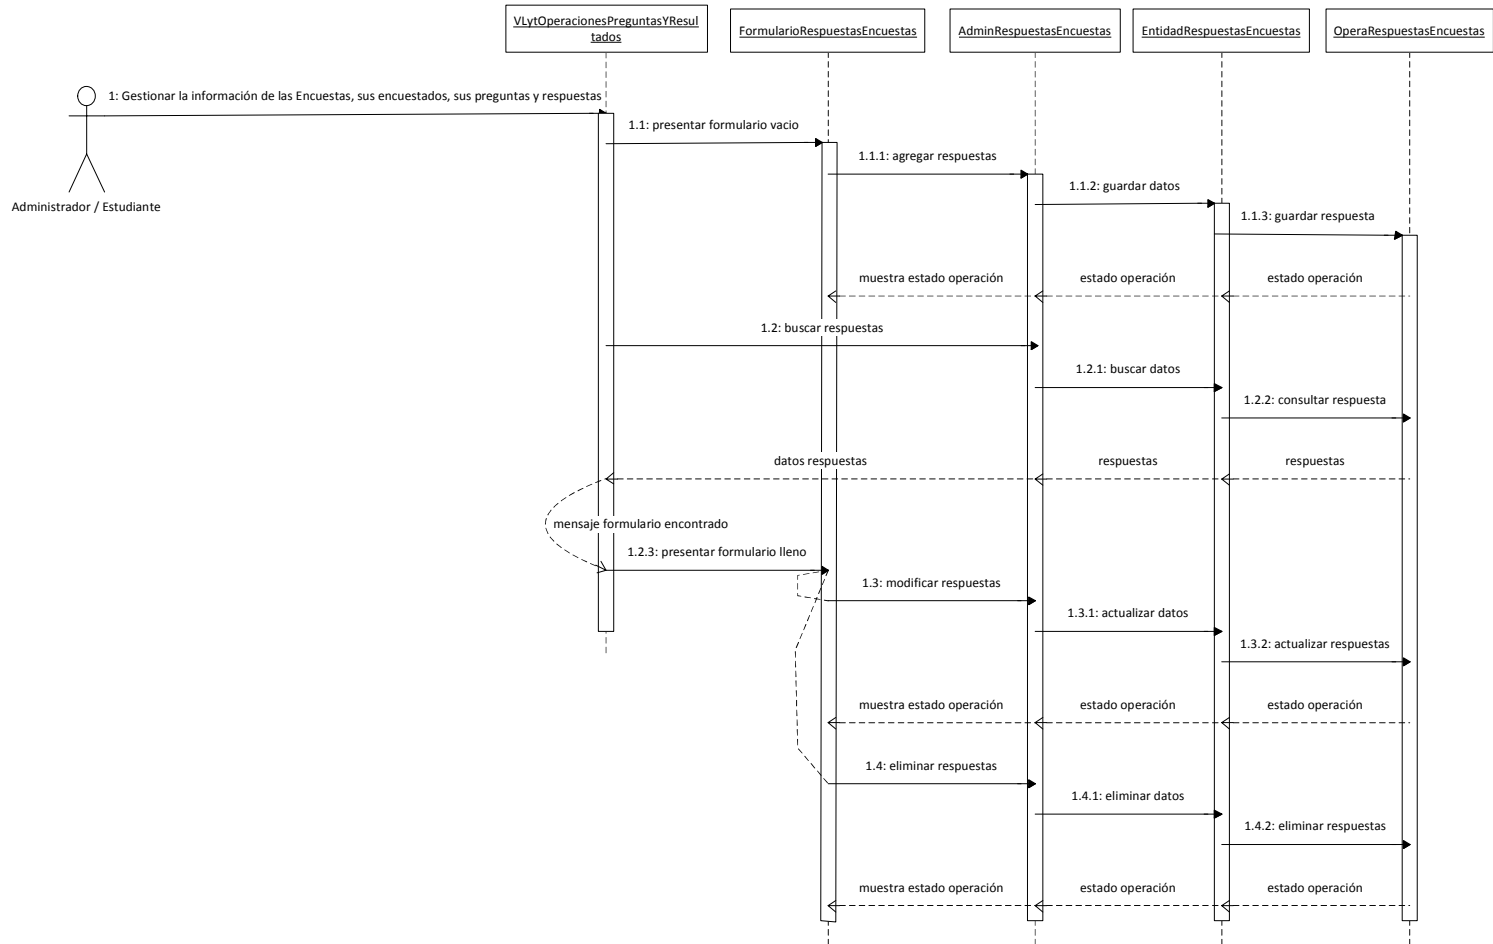 VLytOperacionesPreguntasYResul
tados
FormularioRespuestasEncuestas
AdminRespuestasEncuestas
EntidadRespuestasEncuestas
OperaRespuestasEncuestas
1: Gestionar la información de las Encuestas, sus encuestados, sus preguntas y respuestas
Administrador / Estudiante
1.1: presentar formulario vacio
1.1.1: agregar respuestas
1.1.2: guardar datos
1.1.3: guardar respuesta
muestra estado operación
estado operación
estado operación
1.2: buscar respuestas
1.2.1: buscar datos
1.2.2: consultar respuesta
datos respuestas
respuestas
respuestas
mensaje formulario encontrado
1.2.3: presentar formulario lleno
1.3: modificar respuestas
1.3.1: actualizar datos
1.3.2: actualizar respuestas
muestra estado operación
estado operación
estado operación
1.4: eliminar respuestas
1.4.1: eliminar datos
1.4.2: eliminar respuestas
muestra estado operación
estado operación
estado operación